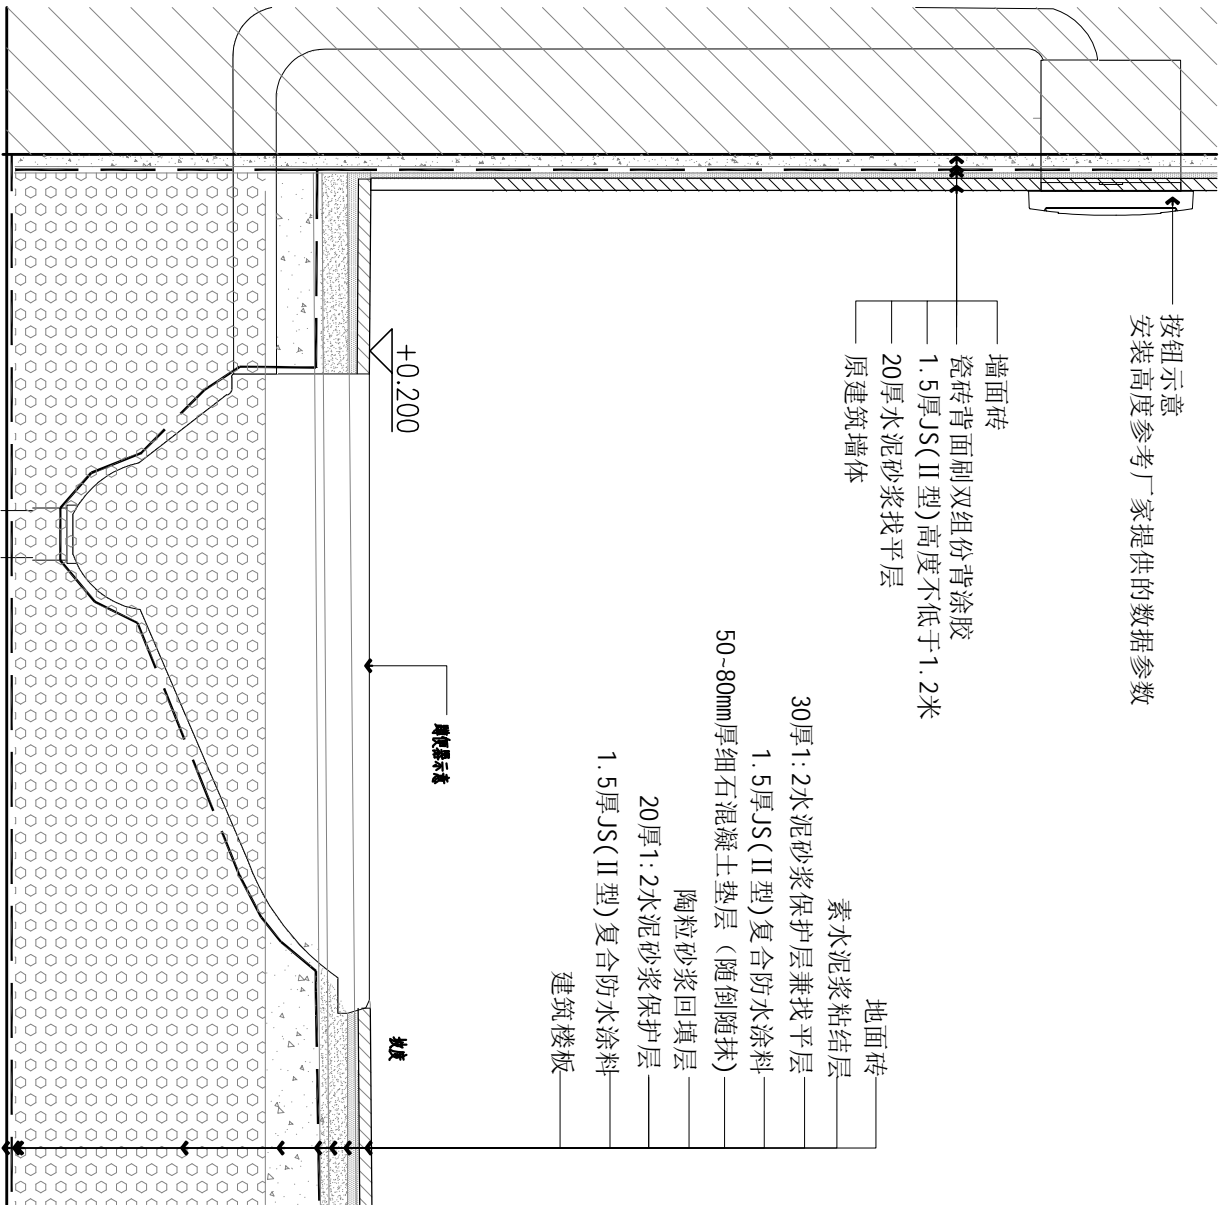 按钮示意
安装高度参考厂家提供的数据参数
墙面砖
瓷砖背面刷双组份背涂胶
1.5厚JS(II型)高度不低于1.2米
20厚水泥砂浆找平层
原建筑墙体
地面砖
素水泥浆粘结层
30厚1:2水泥砂浆保护层兼找平层
1.5厚JS(II型)复合防水涂料
50~80mm厚细石混凝土垫层（随倒随抹）
陶粒砂浆回填层
20厚1:2水泥砂浆保护层
1.5厚JS(II型)复合防水涂料
建筑楼板
+0.200
蹲便器示意
坡度